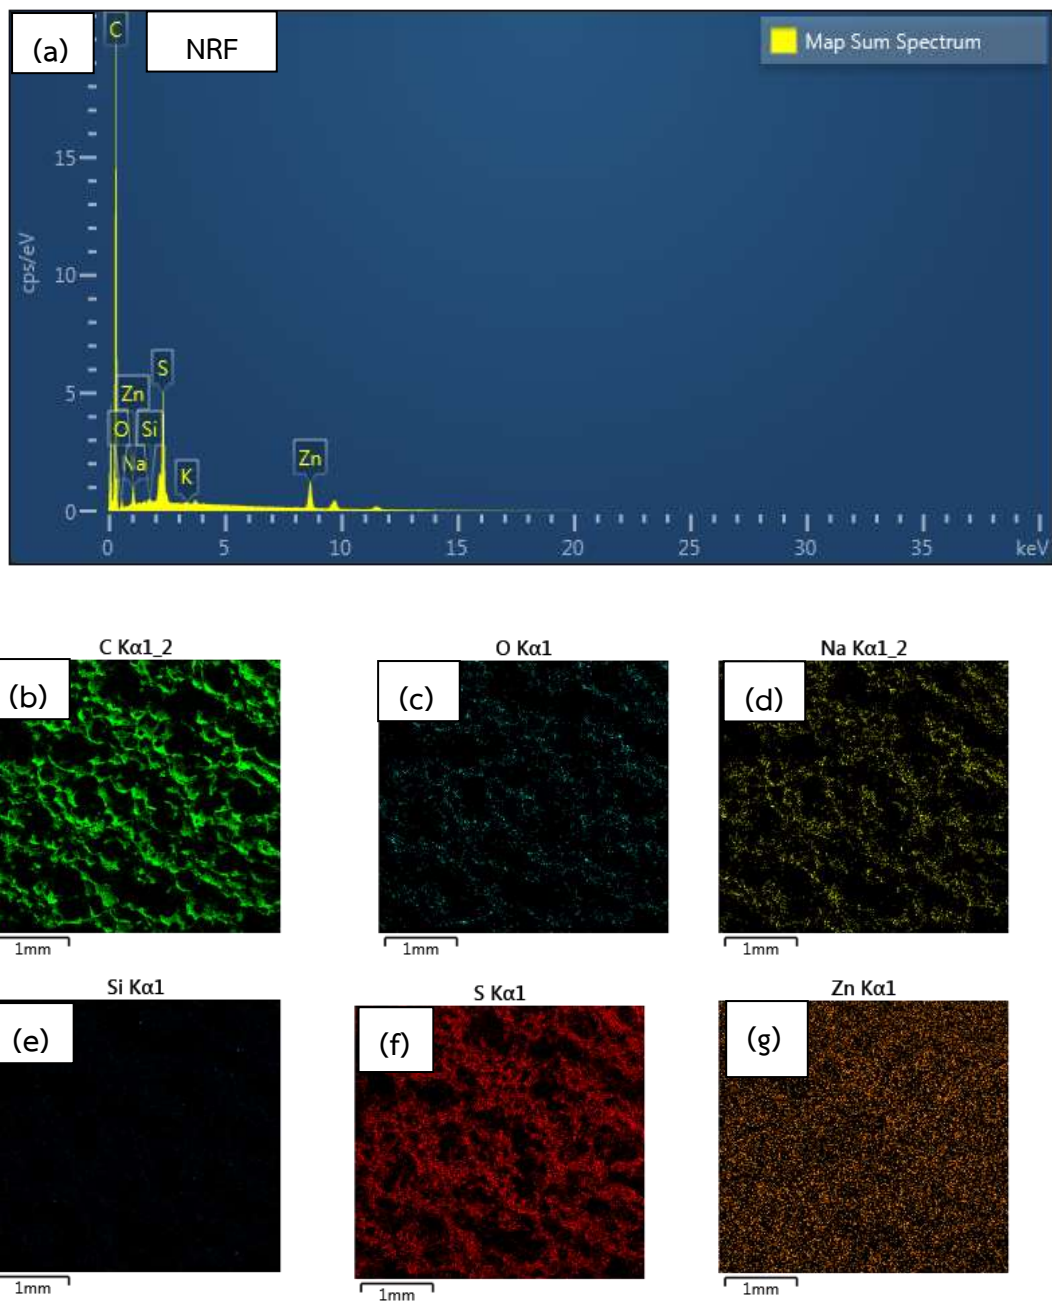 (a)
NRF
Map Sum Spectrum
C
15
10
5
0
cps/eV
S
Zn
O
Si
Na
K
Zn
0 5 10 15 20 25 30 35 keV
C Kα1_2
O Kα1
Na Kα1_2
(b)
(c)
(d)
1mm
1mm
1mm
Si Kα1
S Kα1
Zn Kα1
(e)
(f)
(g)
1mm
1mm
1mm